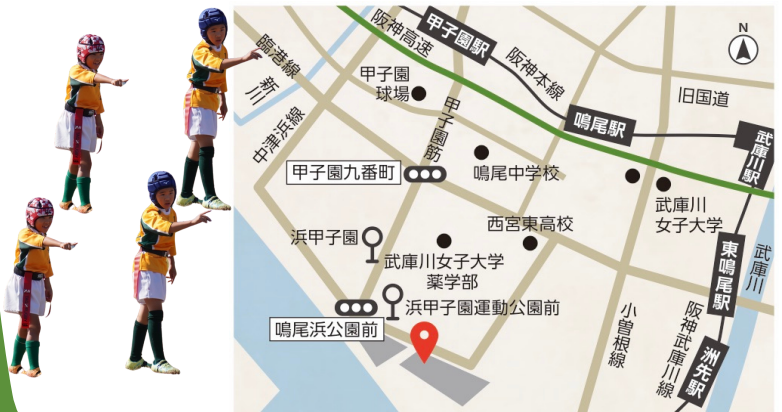 N
阪神高速
甲子園駅
臨港線
新川
甲子園
球場
阪神本線
旧国道
中津浜線
甲子園筋
鳴尾駅
武庫川駅
甲子園九番町
鳴尾中学校
武庫川
女子大学
浜甲子園
西宮東高校
武庫川女子大学
薬学部
東鳴尾駅
武庫川
浜甲子園運動公園前
鳴尾浜公園前
小曽根線
阪神武庫川線
洲先駅